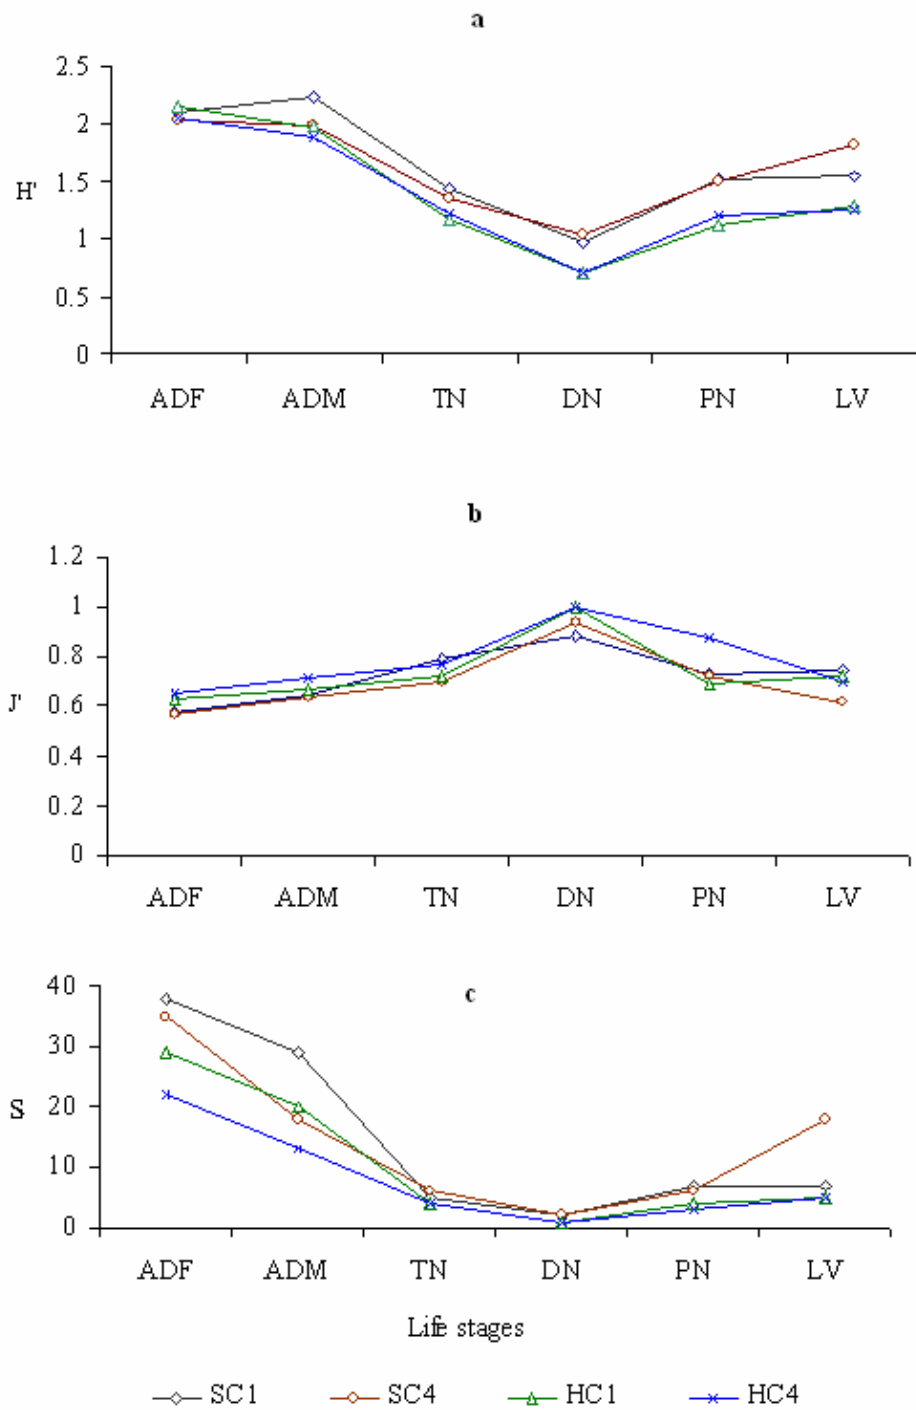 a
2.5
2
1.5
1
0.5
0
H'
ADF ADM TN DN PN LV
b
1.2
1
0.8
0.6
0.4
0.2
0
J'
ADF ADM TN DN PN LV
c
40
30
20
10
0
S
ADF ADM TN DN PN LV
Life stages
SC1 SC4 HC1 HC4